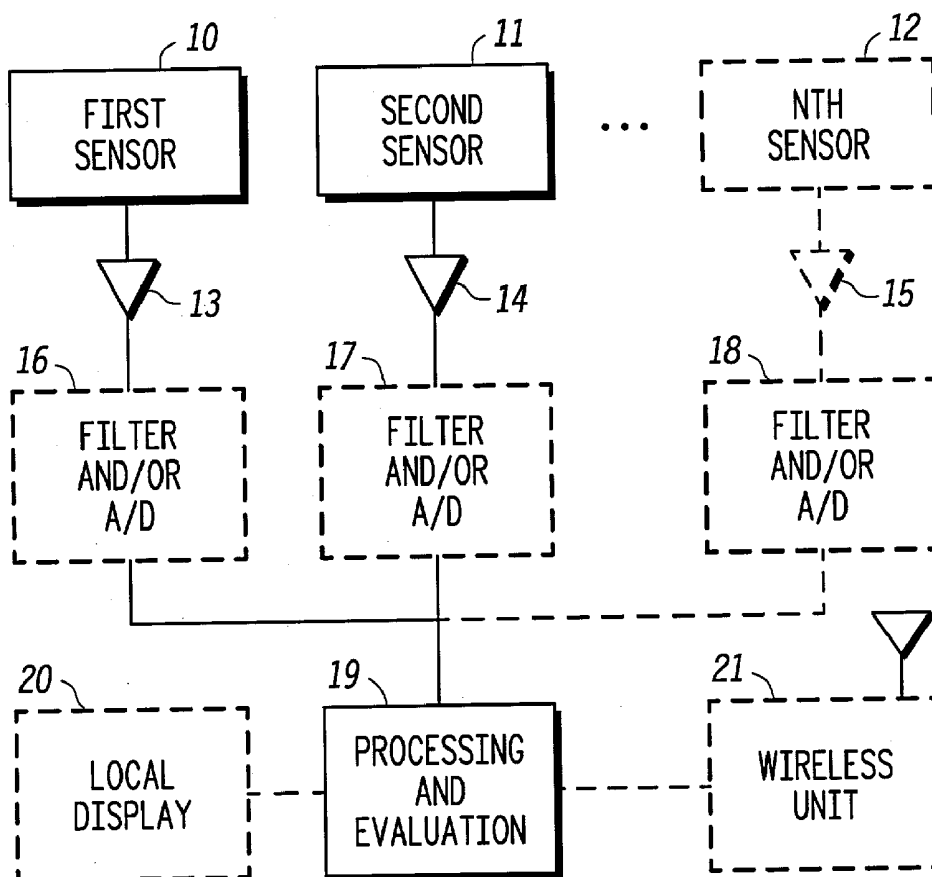 10
11
12
FIRST
SENSOR
SECOND
SENSOR
...
NTH
SENSOR
13
14
15
16
17
18
FILTER
AND/OR
A/D
FILTER
AND/OR
A/D
FILTER
AND/OR
A/D
20
19
21
LOCAL
DISPLAY
PROCESSING
AND
EVALUATION
WIRELESS
UNIT